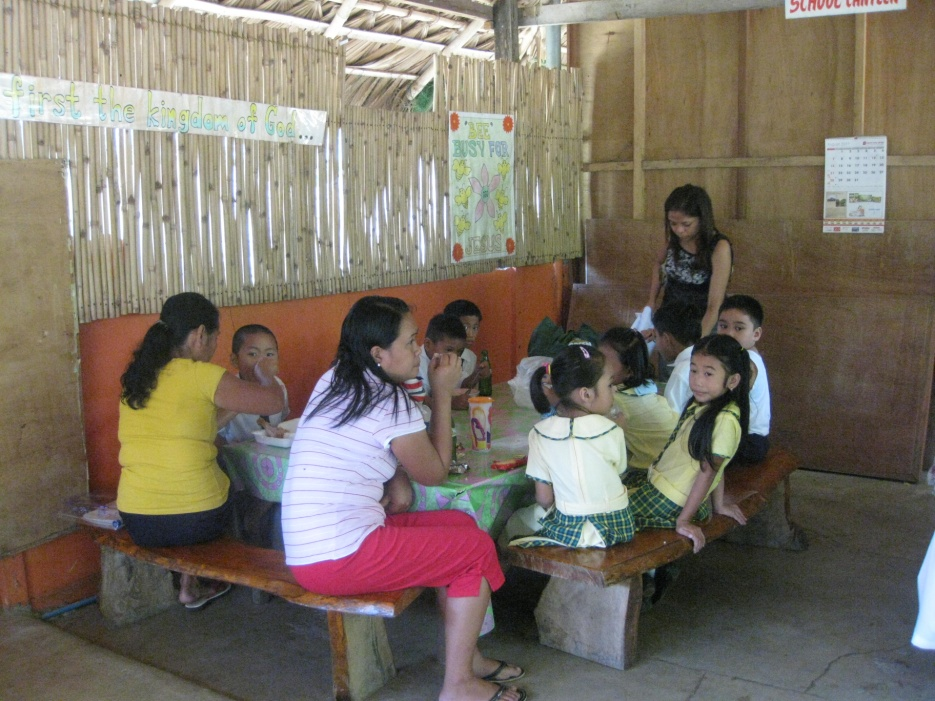 SCHOOL CANTEEN
first the kingdom of God...
BEE
BUSY FOR
JESUS